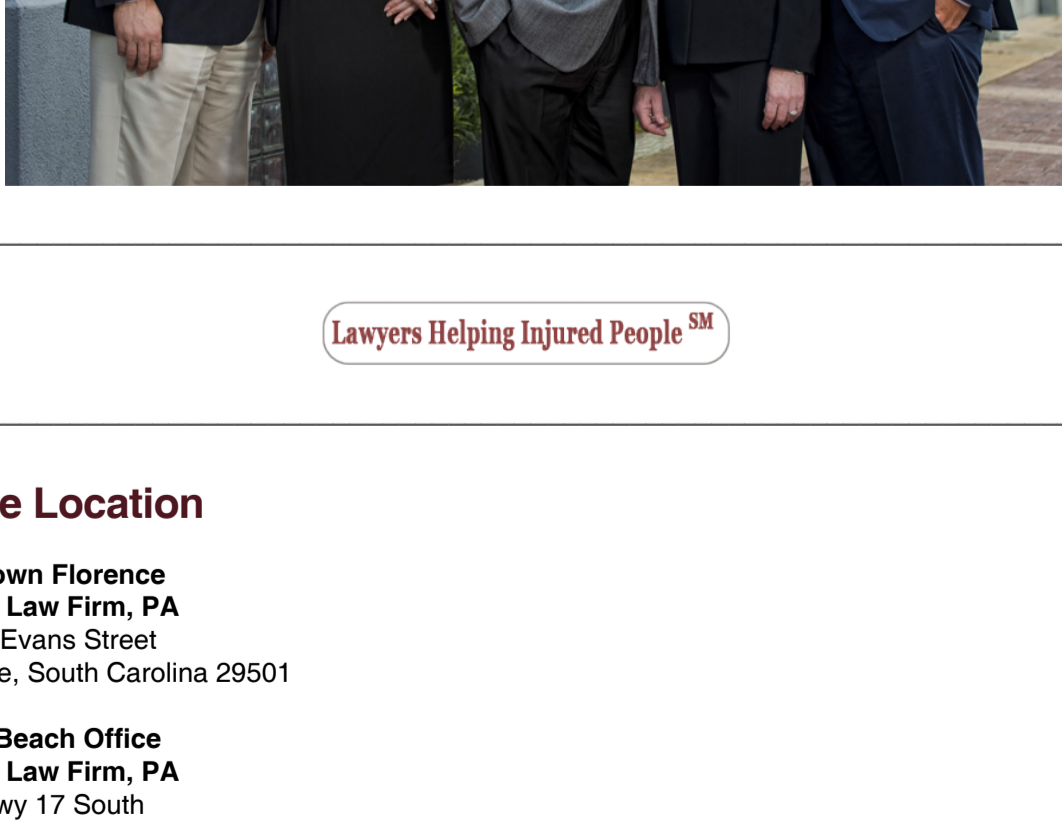 Lawyers Helping Injured People SM
e Location
own Florence
Law Firm, PA
Evans Street
e, South Carolina 29501
Beach Office
Law Firm, PA
wy 17 South